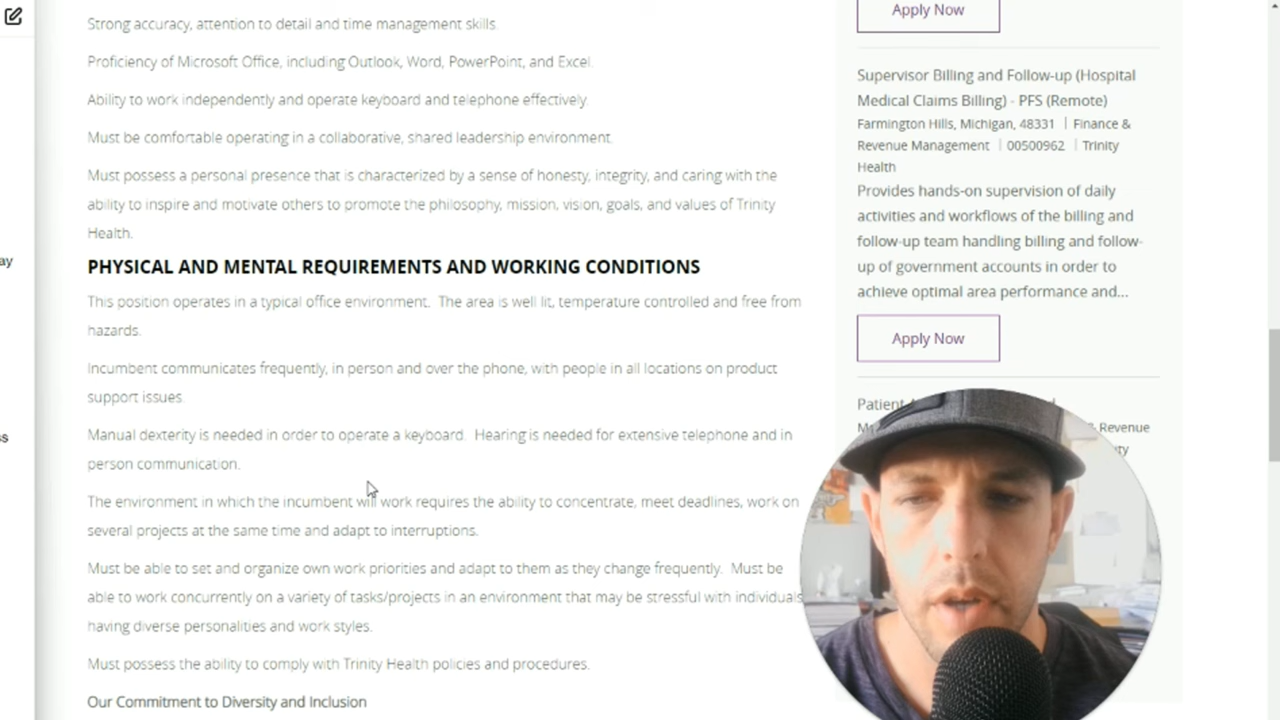 Strong accuracy, attention to detail and time management skills.
Proficiency of Microsoft Office, including Outlook, Word, PowerPoint, and Excel.
Ability to work independently and operate keyboard and telephone effectively.
Must be comfortable operating in a collaborative, shared leadership environment.
Must possess a personal presence that is characterized by a sense of honesty, integrity, and caring with the
ability to inspire and motivate others to promote the philosophy, mission, vision, goals, and values of Trinity
Health.
PHYSICAL AND MENTAL REQUIREMENTS AND WORKING CONDITIONS
This position operates in a typical office environment.  The area is well lit, temperature controlled and free from
hazards.
Incumbent communicates frequently, in person and over the phone, with people in all locations on product
support issues.
Manual dexterity is needed in order to operate a keyboard.  Hearing is needed for extensive telephone and in
person communication.
The environment in which the incumbent will work requires the ability to concentrate, meet deadlines, work on
several projects at the same time and adapt to interruptions.
Must be able to set and organize own work priorities and adapt to them as they change frequently.  Must be
able to work concurrently on a variety of tasks/projects in an environment that may be stressful with individuals
having diverse personalities and work styles.
Must possess the ability to comply with Trinity Health policies and procedures.
Our Commitment to Diversity and Inclusion
Apply Now
Supervisor Billing and Follow-up (Hospital
Medical Claims Billing) - PFS (Remote)
Farmington Hills, Michigan, 48331 | Finance &
Revenue Management | 00500962 | Trinity
Health
Provides hands-on supervision of daily
activities and workflows of the billing and
follow-up team handling billing and follow-
up of government accounts in order to
achieve optimal area performance and...
Apply Now
Patient
Revenue
ay
s